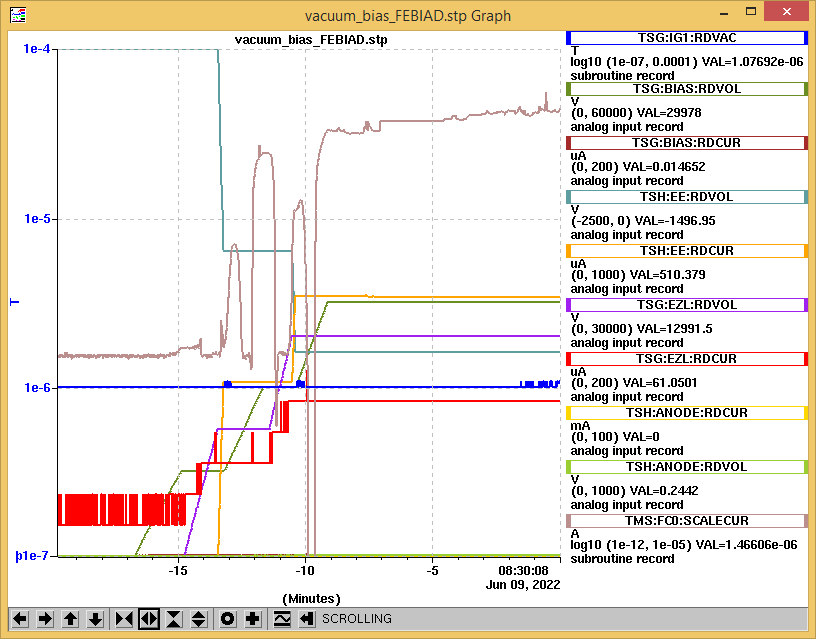 vacuum_bias_FEBIAD.stp Graph
vacuum_bias_FEBIAD.stp
1e-4
1e-5
T
1e-6
1e-7
-15
-10
-5
08:30:08
Jun 09, 2022
(Minutes)
TSG:IG1:RDVAC
T
log10 (1e-07, 0.0001) VAL=1.07692e-06
subroutine record
TSG:BIAS:RDVOL
V
(0, 60000) VAL=29978
analog input record
TSG:BIAS:RDCUR
uA
(0, 200) VAL=0.014652
analog input record
TSH:EE:RDVOL
V
(-2500, 0) VAL=-1496.95
analog input record
TSH:EE:RDCUR
uA
(0, 1000) VAL=510.379
analog input record
TSG:EZL:RDVOL
V
(0, 30000) VAL=12991.5
analog input record
TSG:EZL:RDCUR
uA
(0, 200) VAL=61.0501
analog input record
TSH:ANODE:RDCUR
mA
(0, 100) VAL=0
analog input record
TSH:ANODE:RDVOL
V
(0, 1000) VAL=0.2442
analog input record
TMS:FC0:SCALECUR
A
log10 (1e-12, 1e-05) VAL=1.46606e-06
subroutine record
SCROLLING